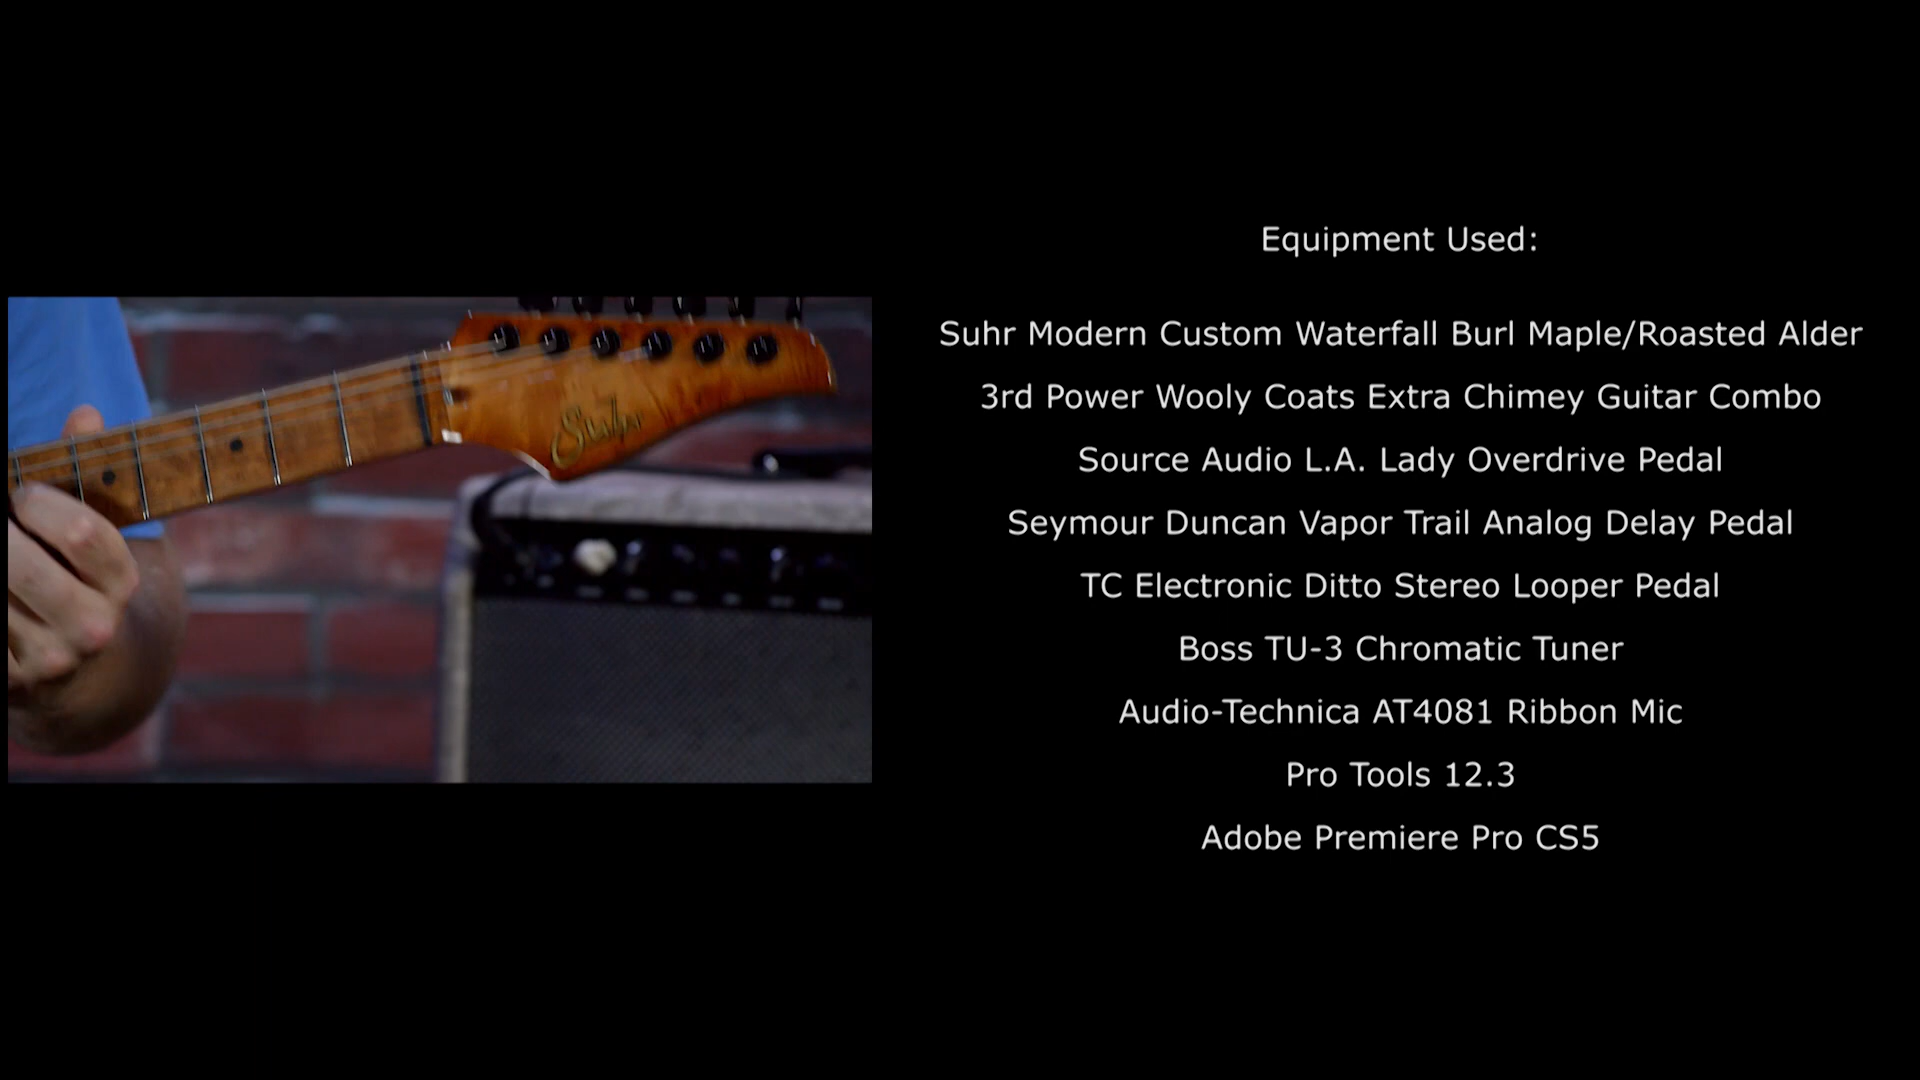 Suhr
Equipment Used:
Suhr Modern Custom Waterfall Burl Maple/Roasted Alder
3rd Power Wooly Coats Extra Chimey Guitar Combo
Source Audio L.A. Lady Overdrive Pedal
Seymour Duncan Vapor Trail Analog Delay Pedal
TC Electronic Ditto Stereo Looper Pedal
Boss TU-3 Chromatic Tuner
Audio-Technica AT4081 Ribbon Mic
Pro Tools 12.3
Adobe Premiere Pro CS5